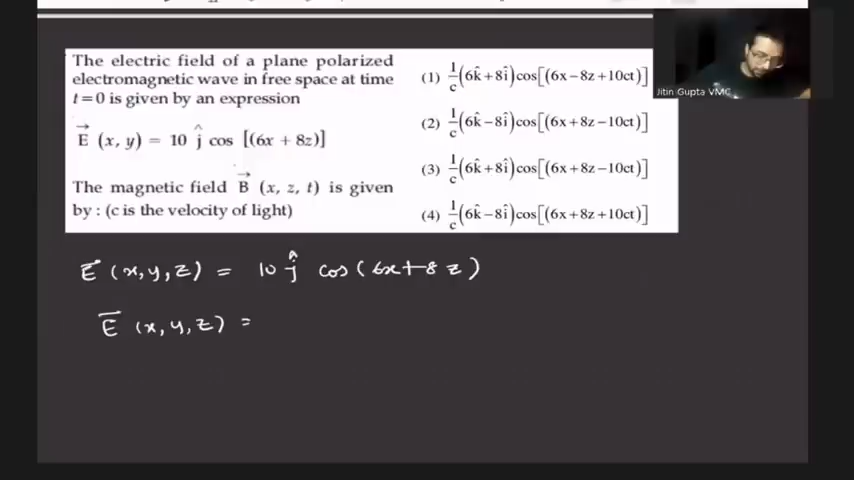 The electric field of a plane polarized
electromagnetic wave in free space at time
t=0 is given by an expression
E⃗ (x, y) = 10 ĵ cos [(6x + 8z)]
The magnetic field B⃗ (x, z, t) is given
by : (c is the velocity of light)
(1) 1/c (6k̂+8î)cos[(6x−8z+10ct)]
(2) 1/c (6k̂−8î)cos[(6x+8z−10ct)]
(3) 1/c (6k̂+8î)cos[(6x+8z−10ct)]
(4) 1/c (6k̂−8î)cos[(6x+8z+10ct)]
Jitin Gupta VMC
E⃗ (x,y,z) = 10 ĵ cos(6x+8z)
E⃗ (x,y,z) =